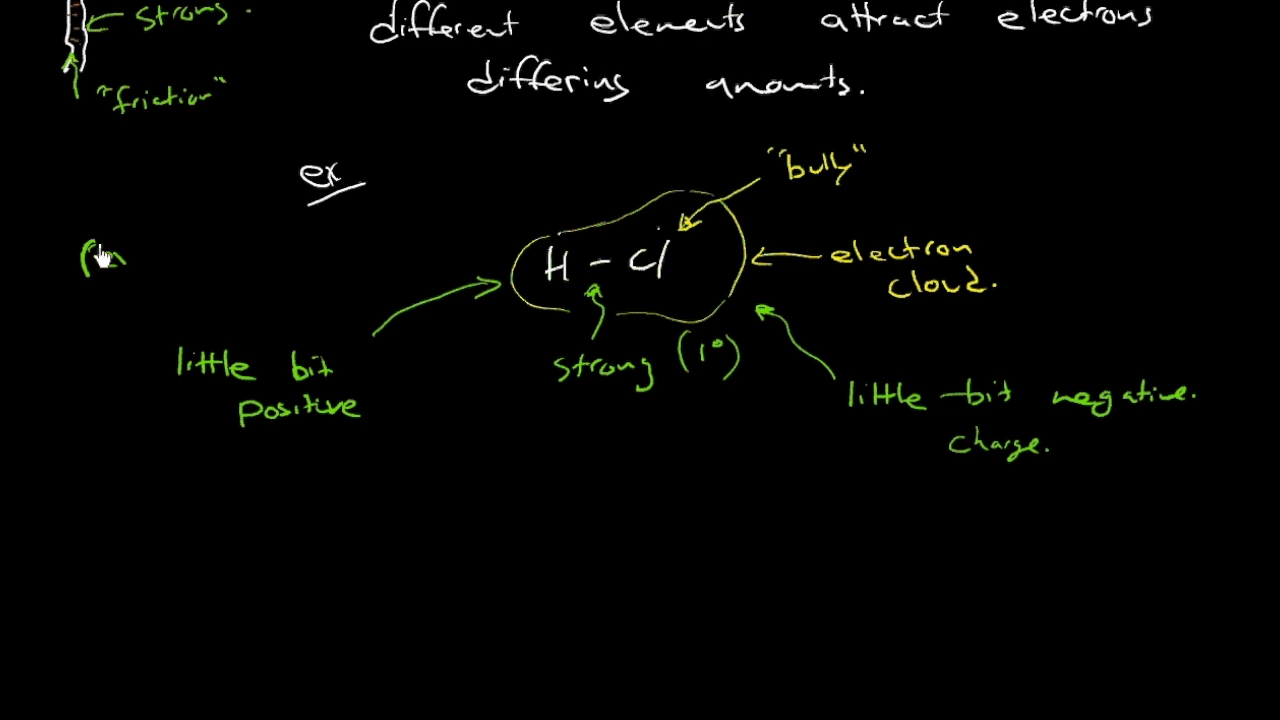 strong.
different elements attract electrons
"friction"
differing amounts.
ex
"bully"
H - Cl
electron
cloud.
strong (1°)
little bit
positive
little bit negative.
charge.